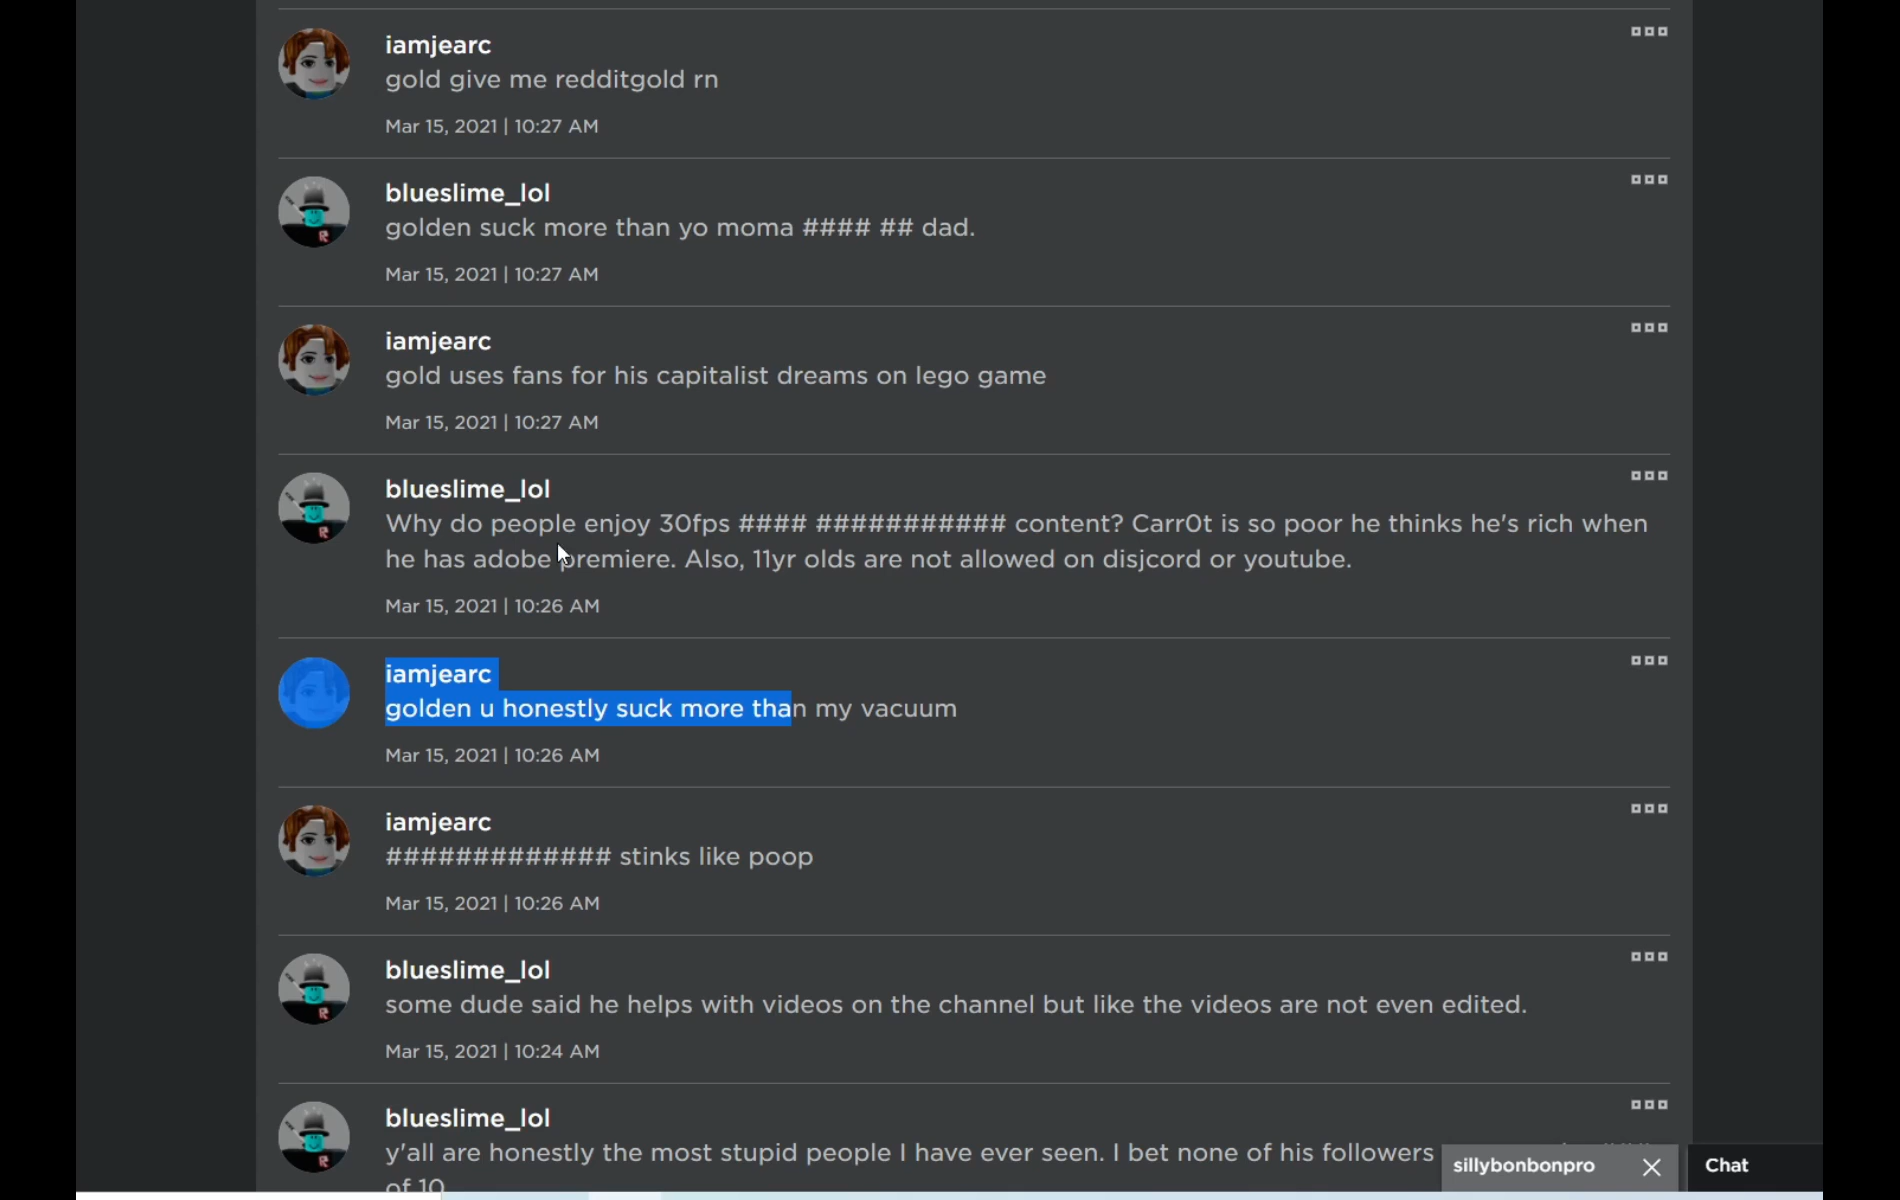 iamjearc
gold give me redditgold rn
Mar 15, 2021 | 10:27 AM
blueslime_lol
golden suck more than yo moma #### ## dad.
Mar 15, 2021 | 10:27 AM
iamjearc
gold uses fans for his capitalist dreams on lego game
Mar 15, 2021 | 10:27 AM
blueslime_lol
Why do people enjoy 30fps #### ########### content? Carr0t is so poor he thinks he's rich when
he has adobe premiere. Also, 11yr olds are not allowed on disjcord or youtube.
Mar 15, 2021 | 10:26 AM
iamjearc
golden u honestly suck more than my vacuum
Mar 15, 2021 | 10:26 AM
iamjearc
############# stinks like poop
Mar 15, 2021 | 10:26 AM
blueslime_lol
some dude said he helps with videos on the channel but like the videos are not even edited.
Mar 15, 2021 | 10:24 AM
blueslime_lol
y'all are honestly the most stupid people I have ever seen. I bet none of his followers
of 10
sillybonbonpro
Chat